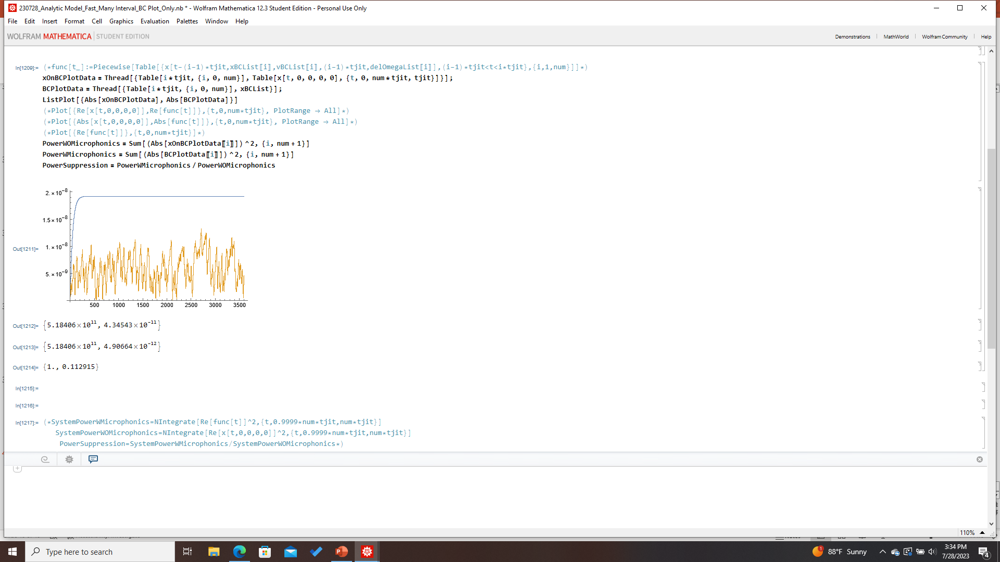 230728_Analytic Model_Fast_Many Interval_BC Plot_Only.nb * - Wolfram Mathematica 12.3 Student Edition - Personal Use Only
File Edit Insert Format Cell Graphics Evaluation Palettes Window Help
WOLFRAM MATHEMATICA STUDENT EDITION Demonstrations MathWorld Wolfram Community Help
In[1209]:= (*func[t_]:=Piecewise[Table[{x[t-(i-1)*tjit,xBCList〚i〛,vBCList〚i〛,(i-1)*tjit,delOmegaList〚i〛],(i-1)*tjit<t<i*tjit},{i,1,num}]]*)
xOnBCPlotData = Thread[{Table[i*tjit, {i, 0, num}], Table[x[t, 0, 0, 0, 0], {t, 0, num*tjit, tjit}]}];
BCPlotData = Thread[{Table[i*tjit, {i, 0, num}], xBCList}];
ListPlot[{Abs[xOnBCPlotData], Abs[BCPlotData]}]
(*Plot[{Re[x[t,0,0,0,0]],Re[func[t]]},{t,0,num*tjit}, PlotRange → All]*)
(*Plot[{Abs[x[t,0,0,0,0]],Abs[func[t]]},{t,0,num*tjit}, PlotRange → All]*)
(*Plot[{Re[func[t]]},{t,0,num*tjit}]*)
PowerWOMicrophonics = Sum[(Abs[xOnBCPlotData〚i〛])^2, {i, num + 1}]
PowerWMicrophonics = Sum[(Abs[BCPlotData〚i〛])^2, {i, num + 1}]
PowerSuppression = PowerWMicrophonics / PowerWOMicrophonics
2.×10⁻⁸
1.5×10⁻⁸
1.×10⁻⁸
Out[1211]=
5.×10⁻⁹
500 1000 1500 2000 2500 3000 3500
Out[1212]= {5.18406×10¹¹, 4.34543×10⁻¹¹}
Out[1213]= {5.18406×10¹¹, 4.90664×10⁻¹²}
Out[1214]= {1., 0.112915}
In[1215]:=
In[1216]:=
In[1217]:= (*SystemPowerWMicrophonics=NIntegrate[Re[func[t]]^2,{t,0.9999*num*tjit,num*tjit}]
SystemPowerWOMicrophonics=NIntegrate[Re[x[t,0,0,0,0]]^2,{t,0.9999*num*tjit,num*tjit}]
PowerSuppression=SystemPowerWMicrophonics/SystemPowerWOMicrophonics*)
110%
Type here to search
1 88°F Sunny
3:34 PM
7/28/2023
4